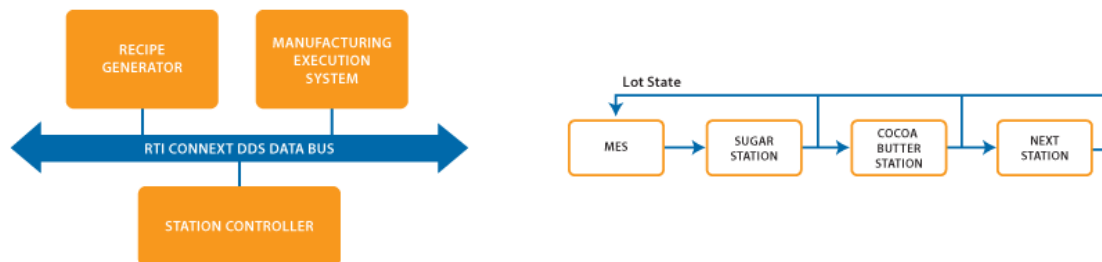 RECIPE
GENERATOR
MANUFACTURING
EXECUTION
SYSTEM
RTI CONNEXT DDS DATA BUS
STATION CONTROLLER
Lot State
MES
SUGAR
STATION
COCOA
BUTTER
STATION
NEXT
STATION